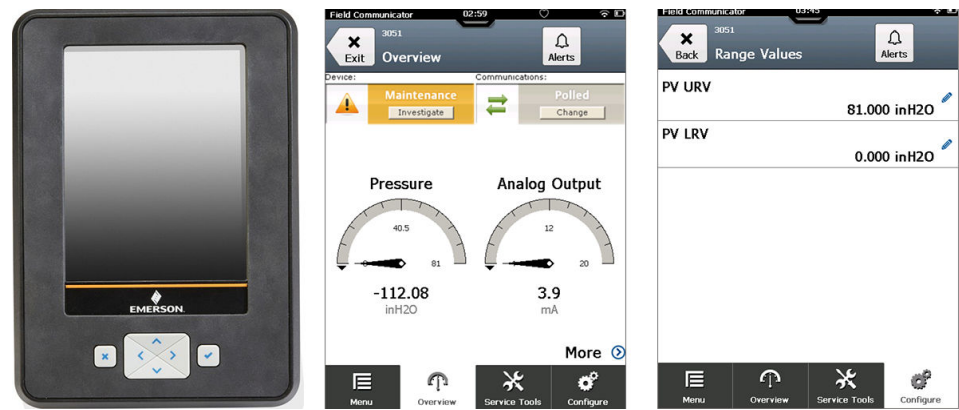 EMERSON.
Field Communicator 02:59
3051
Exit Overview Alerts
Device: Communications:
Maintenance Polled
Investigate Change
Pressure Analog Output
40.5 12
0 81 20
-112.08 3.9
inH2O mA
More
Menu Overview Service Tools Configure
Field Communicator 03:45
3051
Back Range Values Alerts
PV URV
81.000 inH2O
PV LRV
0.000 inH2O
Menu Overview Service Tools Configure